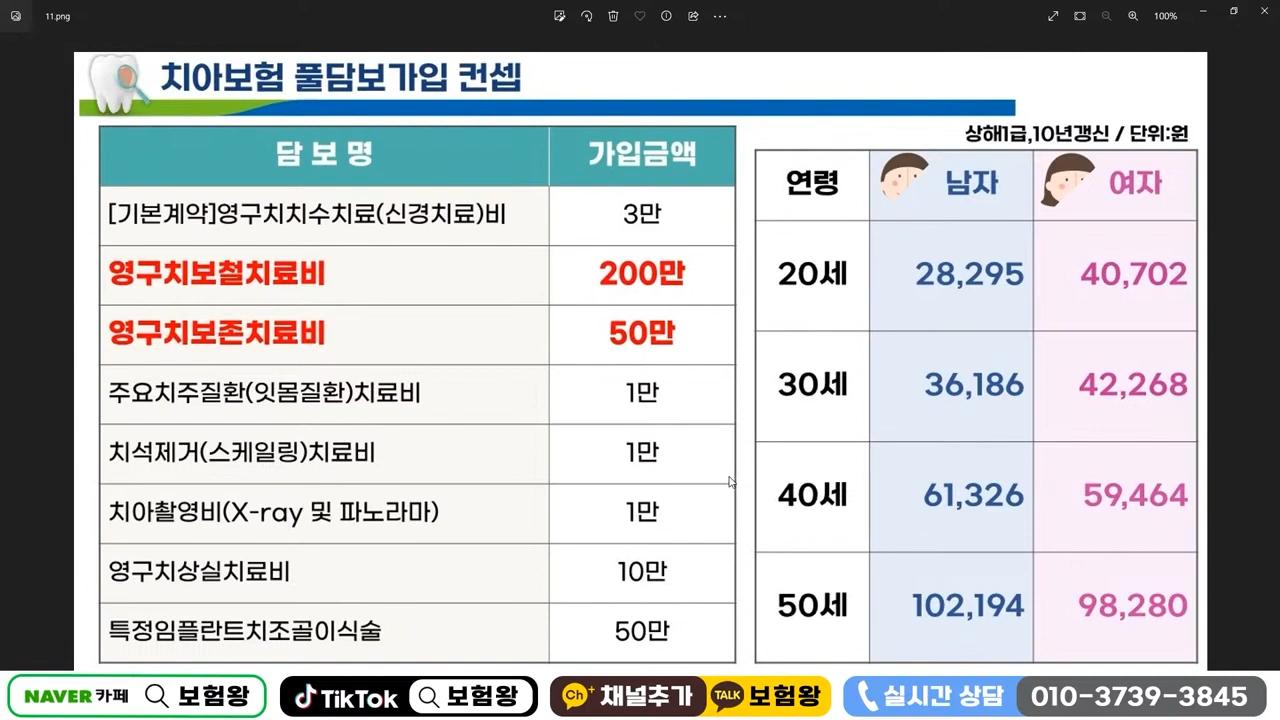 11.png
100%
치아보험 풀담보가입 컨셉
상해1급,10년갱신 / 단위:원
담 보 명 가입금액
[기본계약]영구치치수치료(신경치료)비 3만
영구치보철치료비 200만
영구치보존치료비 50만
주요치주질환(잇몸질환)치료비 1만
치석제거(스케일링)치료비 1만
치아촬영비(X-ray 및 파노라마) 1만
영구치상실치료비 10만
특정임플란트치조골이식술 50만
연령 남자 여자
20세 28,295 40,702
30세 36,186 42,268
40세 61,326 59,464
50세 102,194 98,280
NAVER 카페 보험왕
TikTok 보험왕
Ch+ 채널추가 TALK 보험왕
실시간 상담 010-3739-3845